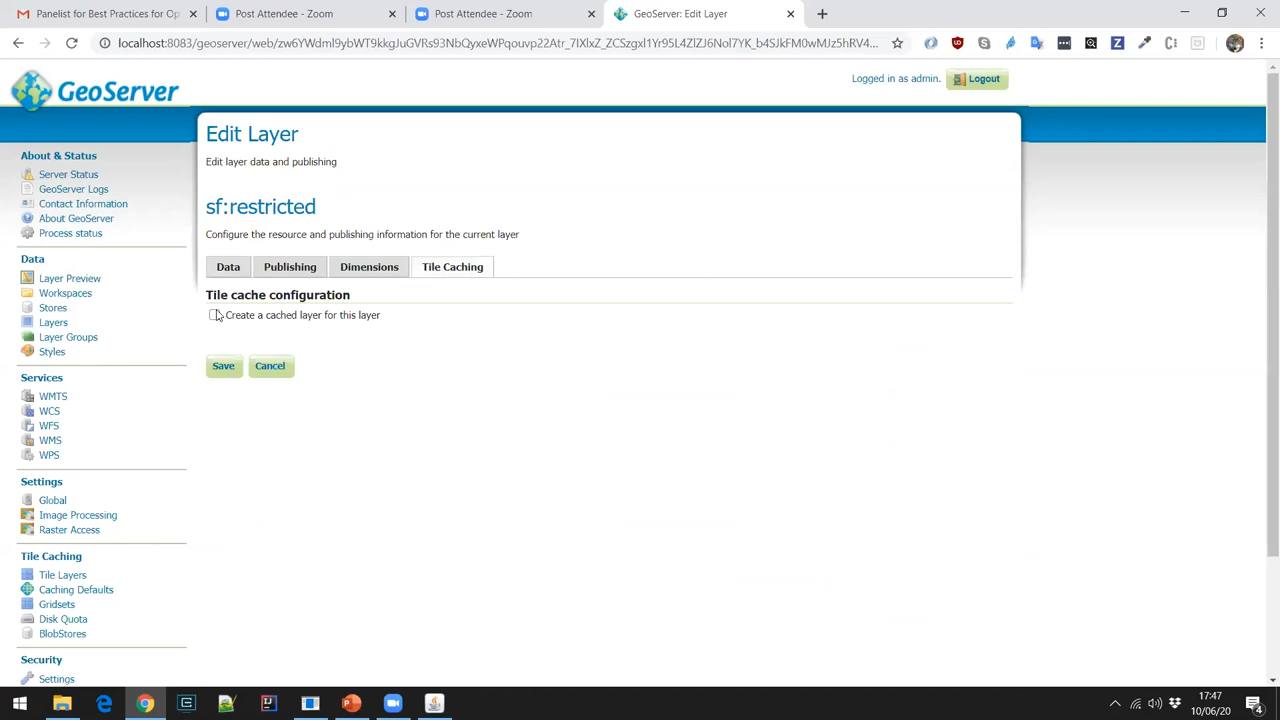 Panelist for Best Practices for Op
Post Attendee - Zoom
Post Attendee - Zoom
GeoServer: Edit Layer
GeoServer
Logged in as admin.
Logout
Edit Layer
Edit layer data and publishing
sf:restricted
Configure the resource and publishing information for the current layer
Data
Publishing
Dimensions
Tile Caching
Tile cache configuration
Create a cached layer for this layer
Save
Cancel
About & Status
Server Status
GeoServer Logs
Contact Information
About GeoServer
Process status
Data
Layer Preview
Workspaces
Stores
Layers
Layer Groups
Styles
Services
WMTS
WCS
WFS
WMS
WPS
Settings
Global
Image Processing
Raster Access
Tile Caching
Tile Layers
Caching Defaults
Gridsets
Disk Quota
BlobStores
Security
Settings
17:47
10/06/20
4